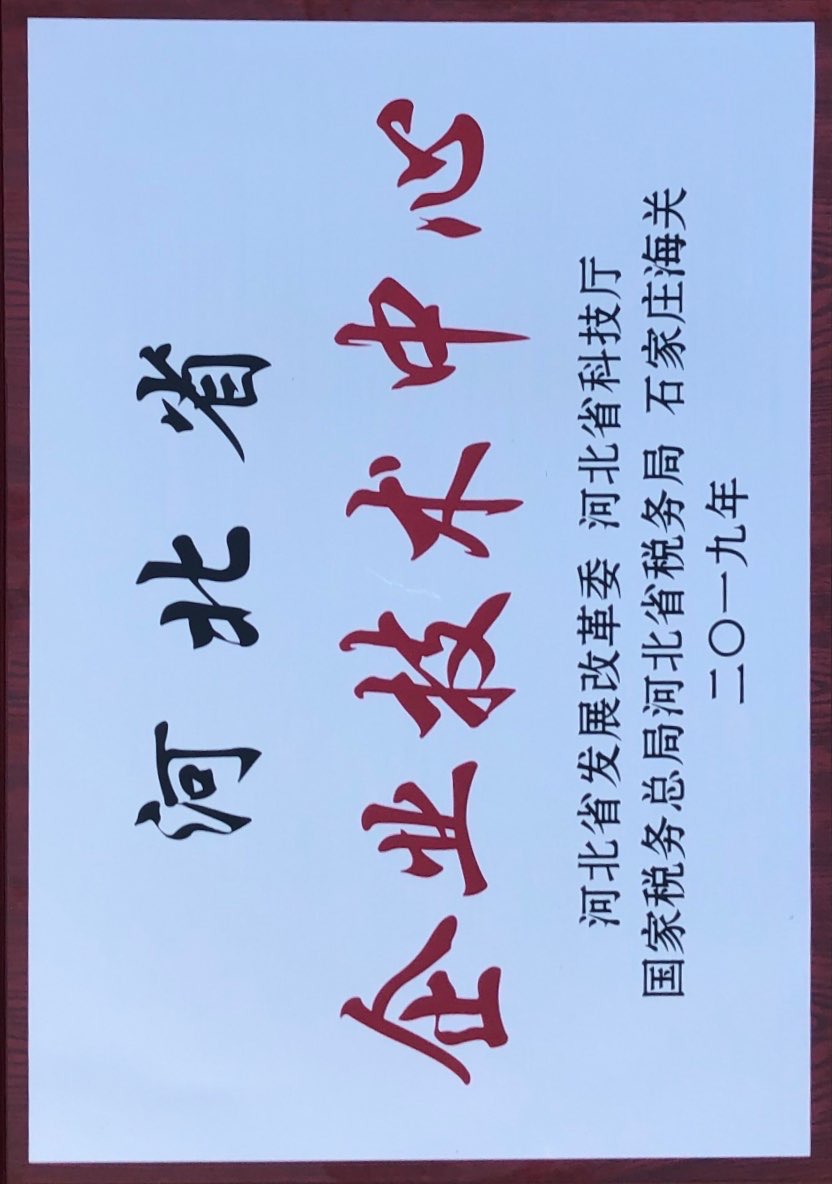 河北省
企业技术中心
河北省发展改革委 河北省科技厅
国家税务总局河北省税务局 石家庄海关
二〇一九年